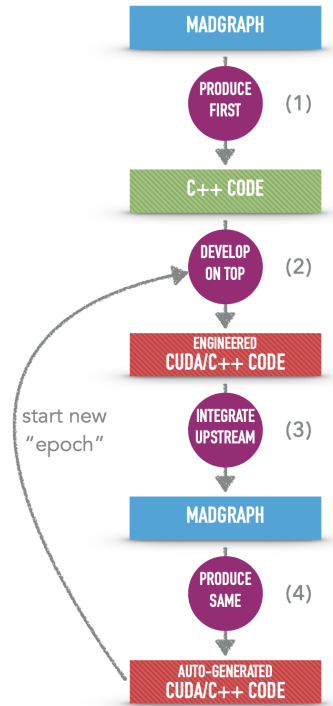 MADGRAPH
PRODUCE
FIRST
(1)
C++ CODE
DEVELOP
ON TOP
(2)
ENGINEERED
CUDA/C++ CODE
INTEGRATE
UPSTREAM
(3)
start new
“epoch”
MADGRAPH
PRODUCE
SAME
(4)
AUTO-GENERATED
CUDA/C++ CODE